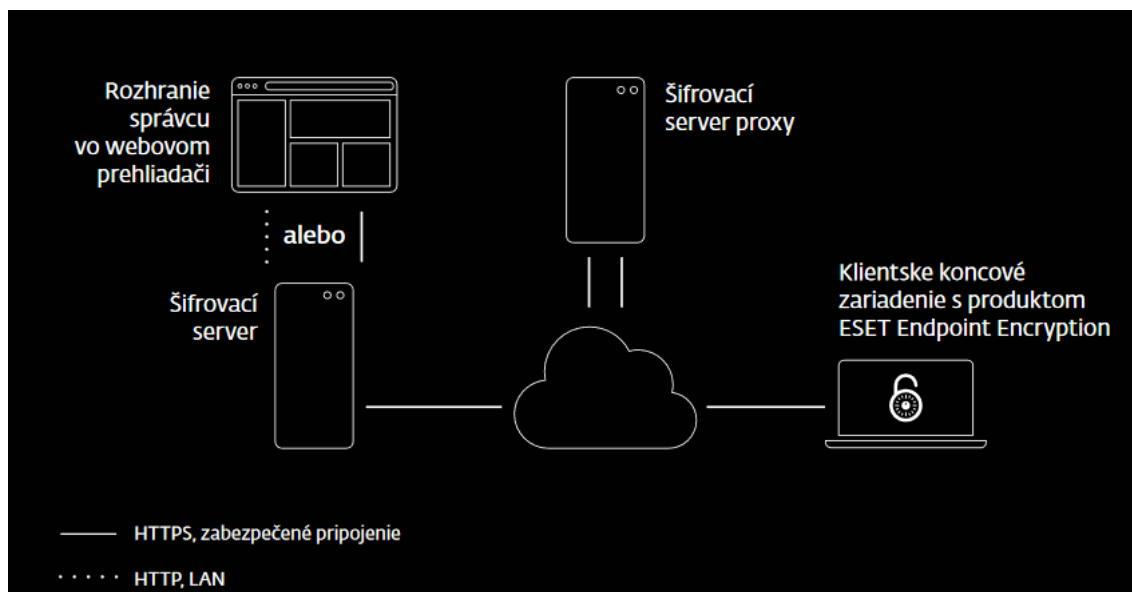 Rozhranie
správcu
vo webovom
prehliadači
Šifrovací
server proxy
alebo
Šifrovací
server
Klientske koncové
zariadenie s produktom
ESET Endpoint Encryption
HTTPS, zabezpečené pripojenie
HTTP, LAN